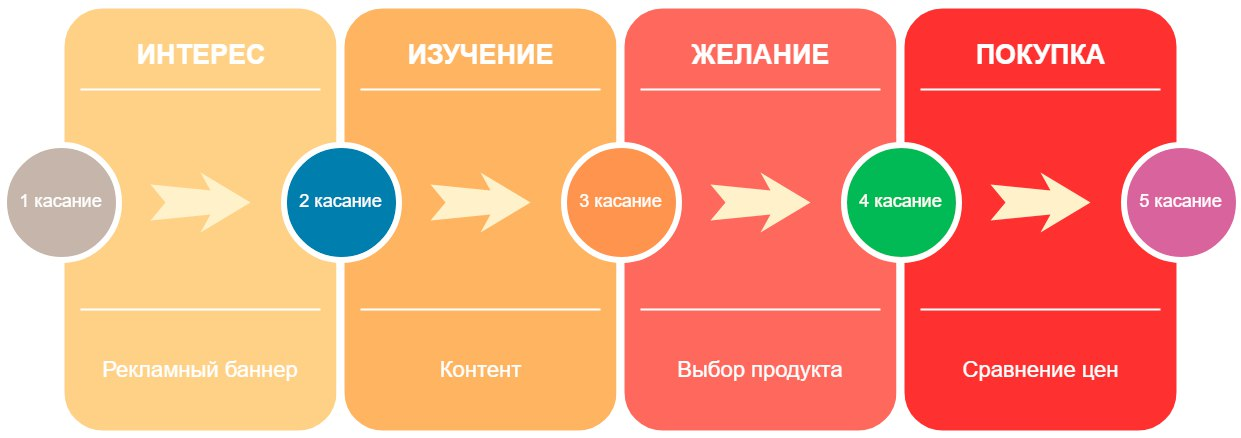 ИНТЕРЕС
ИЗУЧЕНИЕ
ЖЕЛАНИЕ
ПОКУПКА
1 касание
2 касание
3 касание
4 касание
5 касание
Рекламный баннер
Контент
Выбор продукта
Сравнение цен